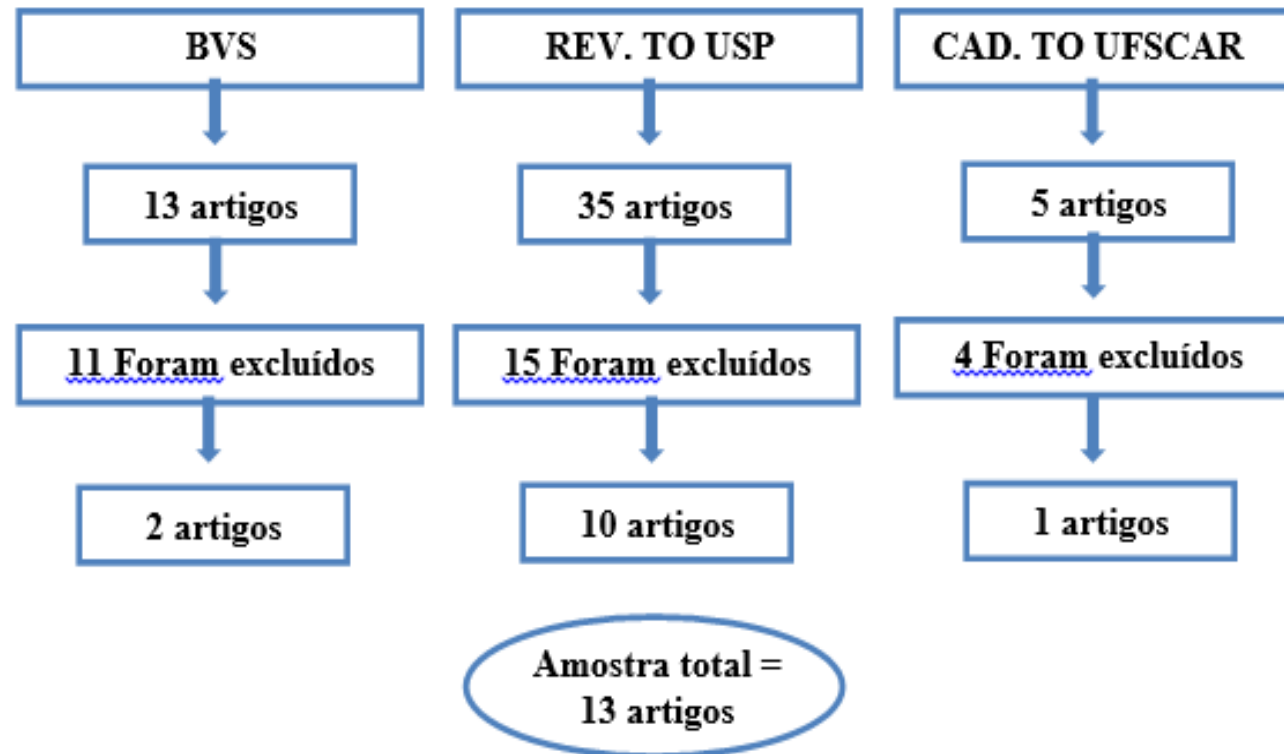 BVS
REV. TO USP
CAD. TO UFSCAR
13 artigos
35 artigos
5 artigos
11 Foram excluídos
15 Foram excluídos
4 Foram excluídos
2 artigos
10 artigos
1 artigos
Amostra total =
13 artigos